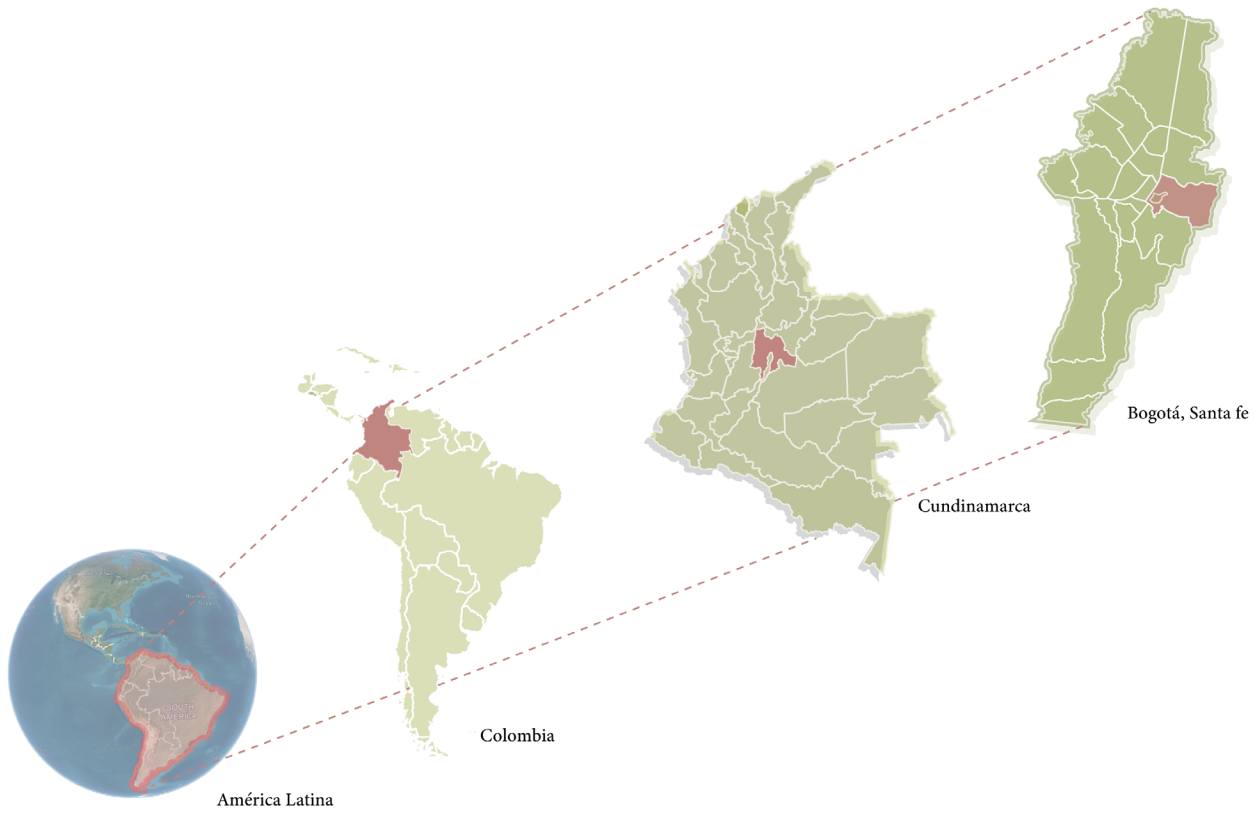 Bogotá, Santa fe
Cundinamarca
Colombia
SOUTH
AMERICA
América Latina